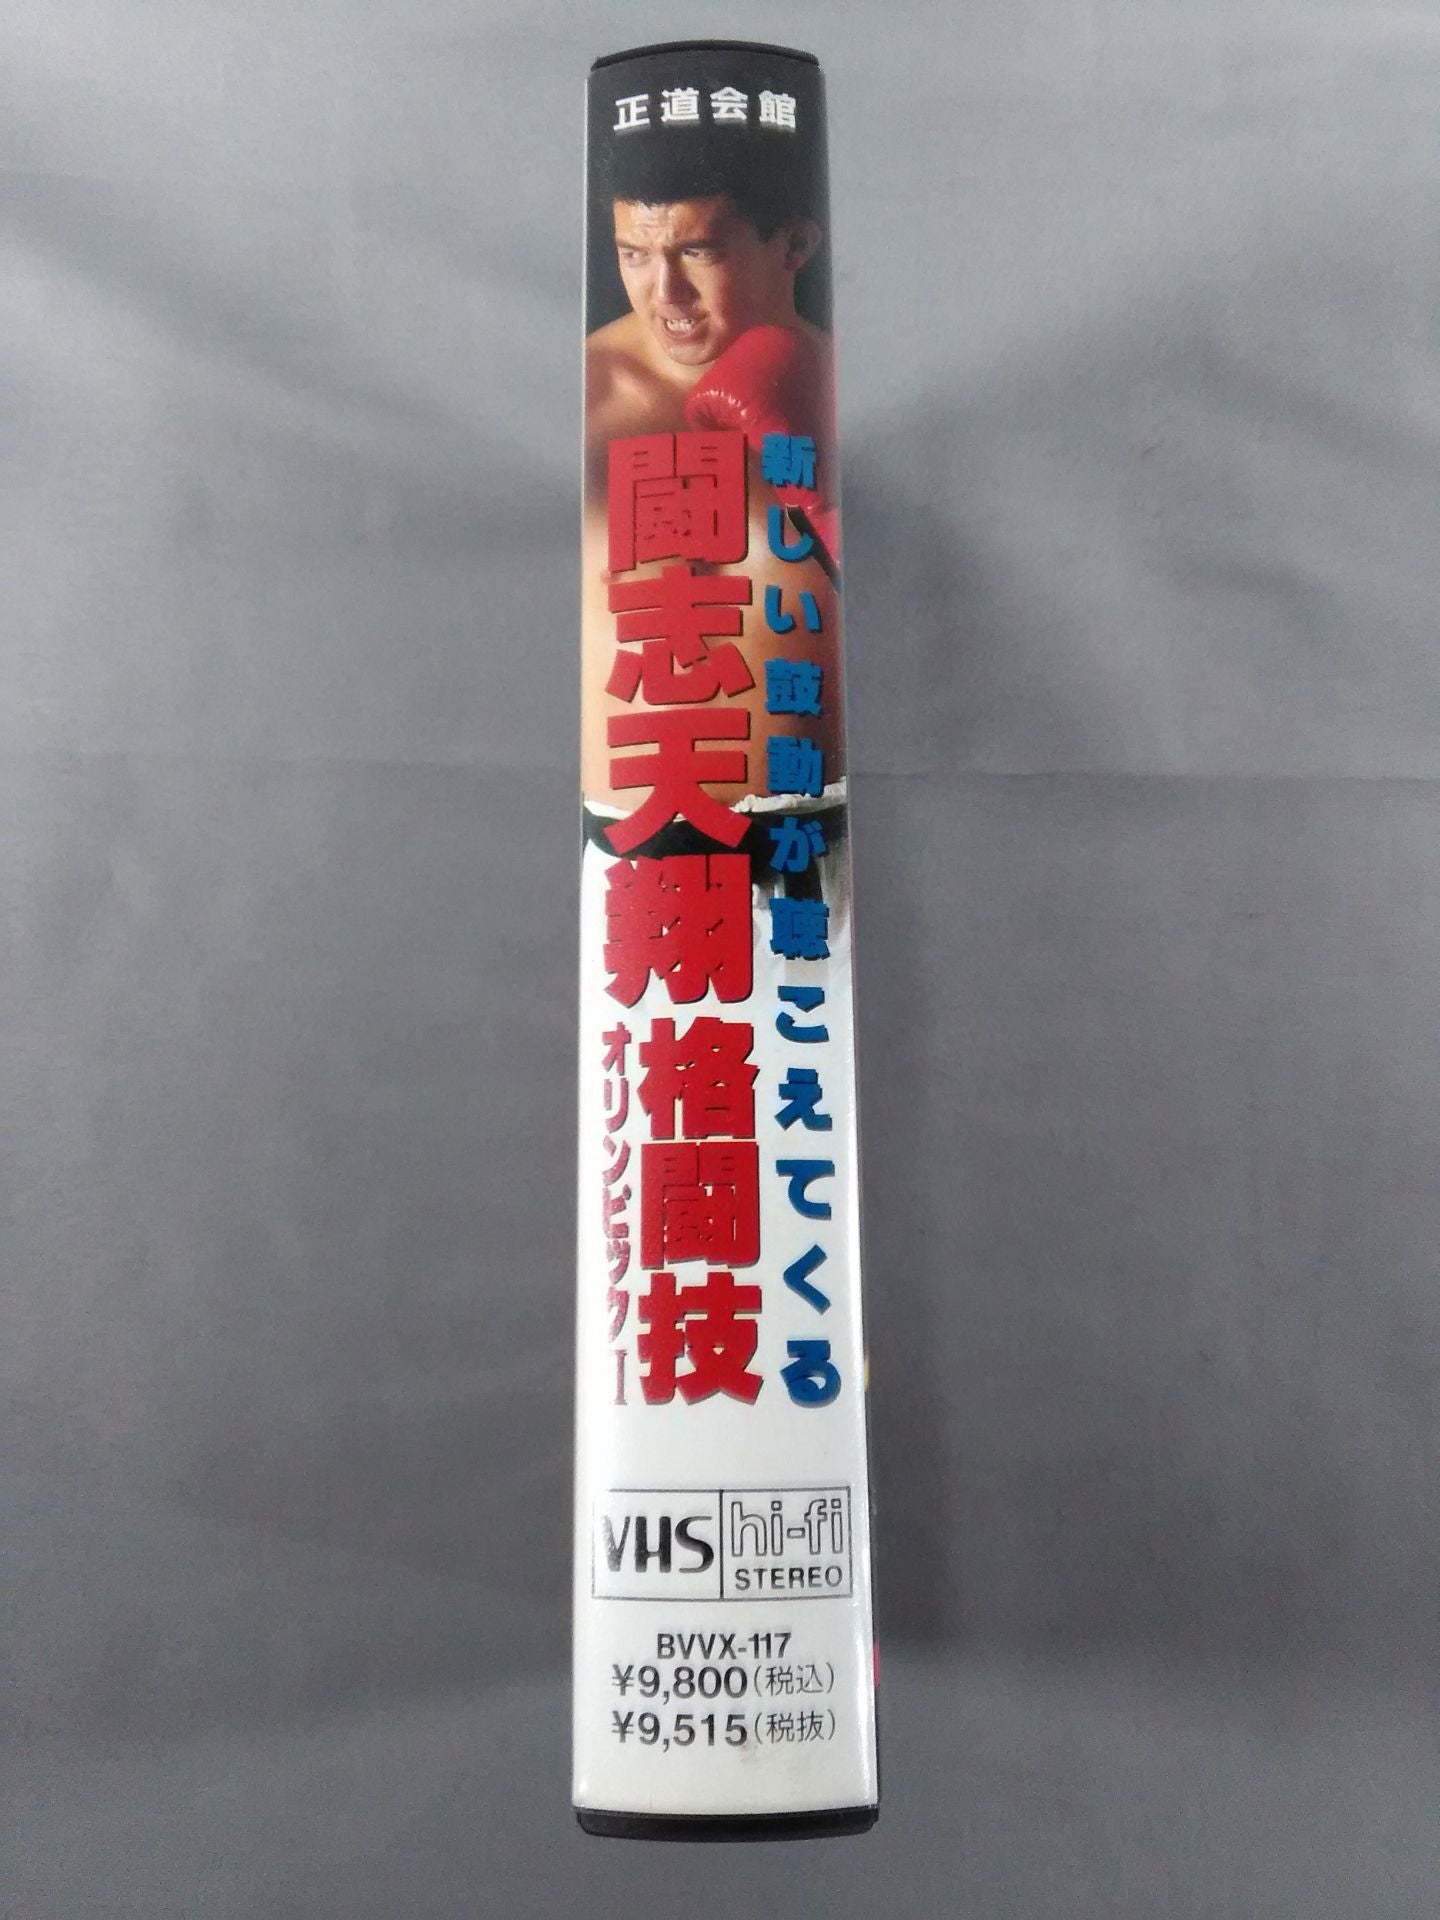 正道会館
新しい鼓動が聴こえてくる
闘志天翔
格闘技
オリンピックI
VHS hi-fi
STEREO
BVVX-117
¥9,800(税込)
¥9,515(税抜)